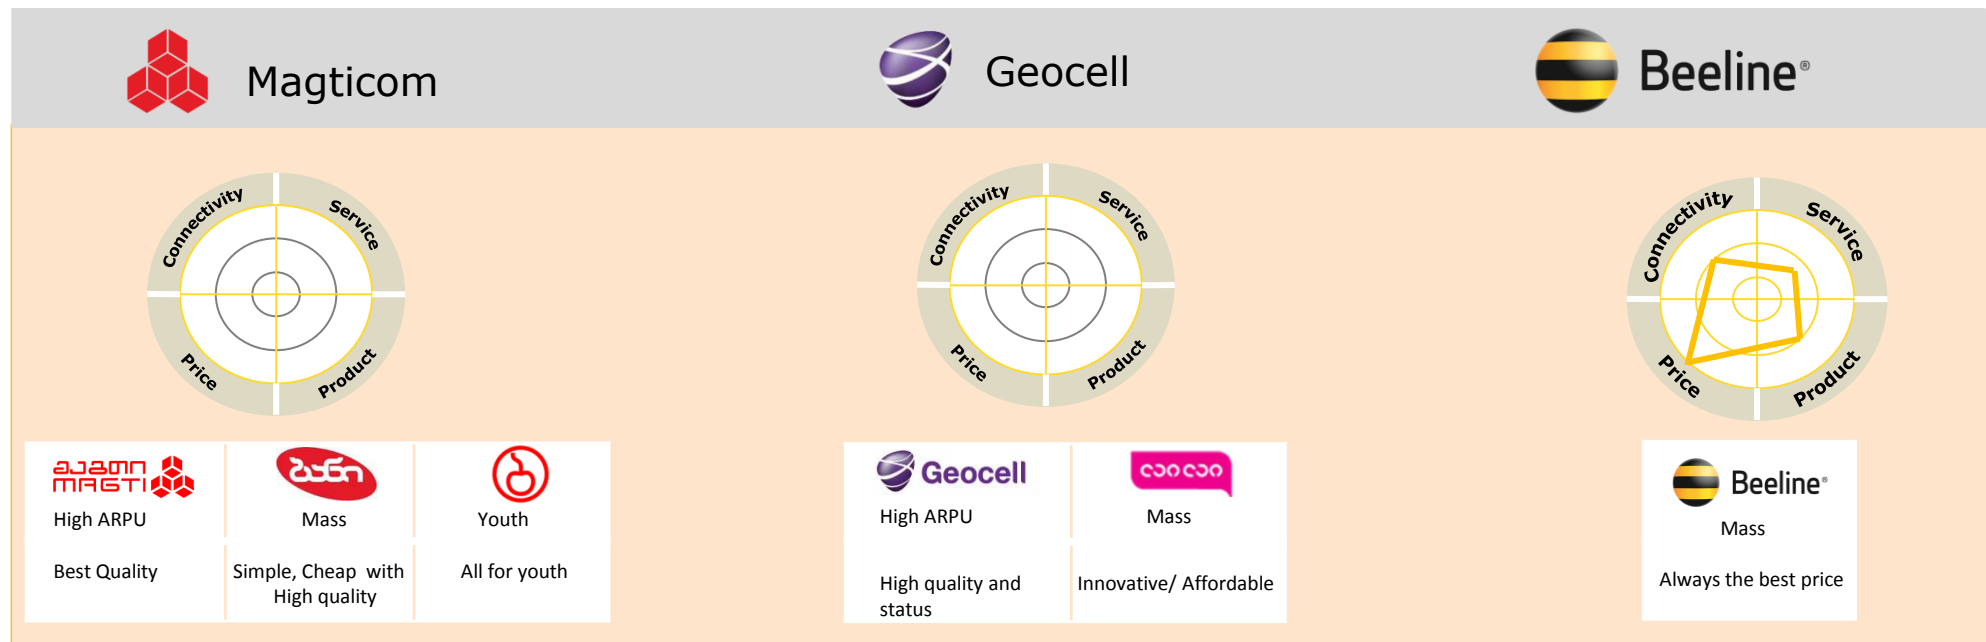 Magticom
Geocell
Beeline®
Connectivity
Service
Price
Product
Connectivity
Service
Price
Product
Connectivity
Service
Price
Product
მაგთი
MAGTI
ბანი
High ARPU
Mass
Youth
Best Quality
Simple, Cheap with
High quality
All for youth
Geocell
ლაილაი
High ARPU
Mass
High quality and
status
Innovative/ Affordable
Beeline®
Mass
Always the best price